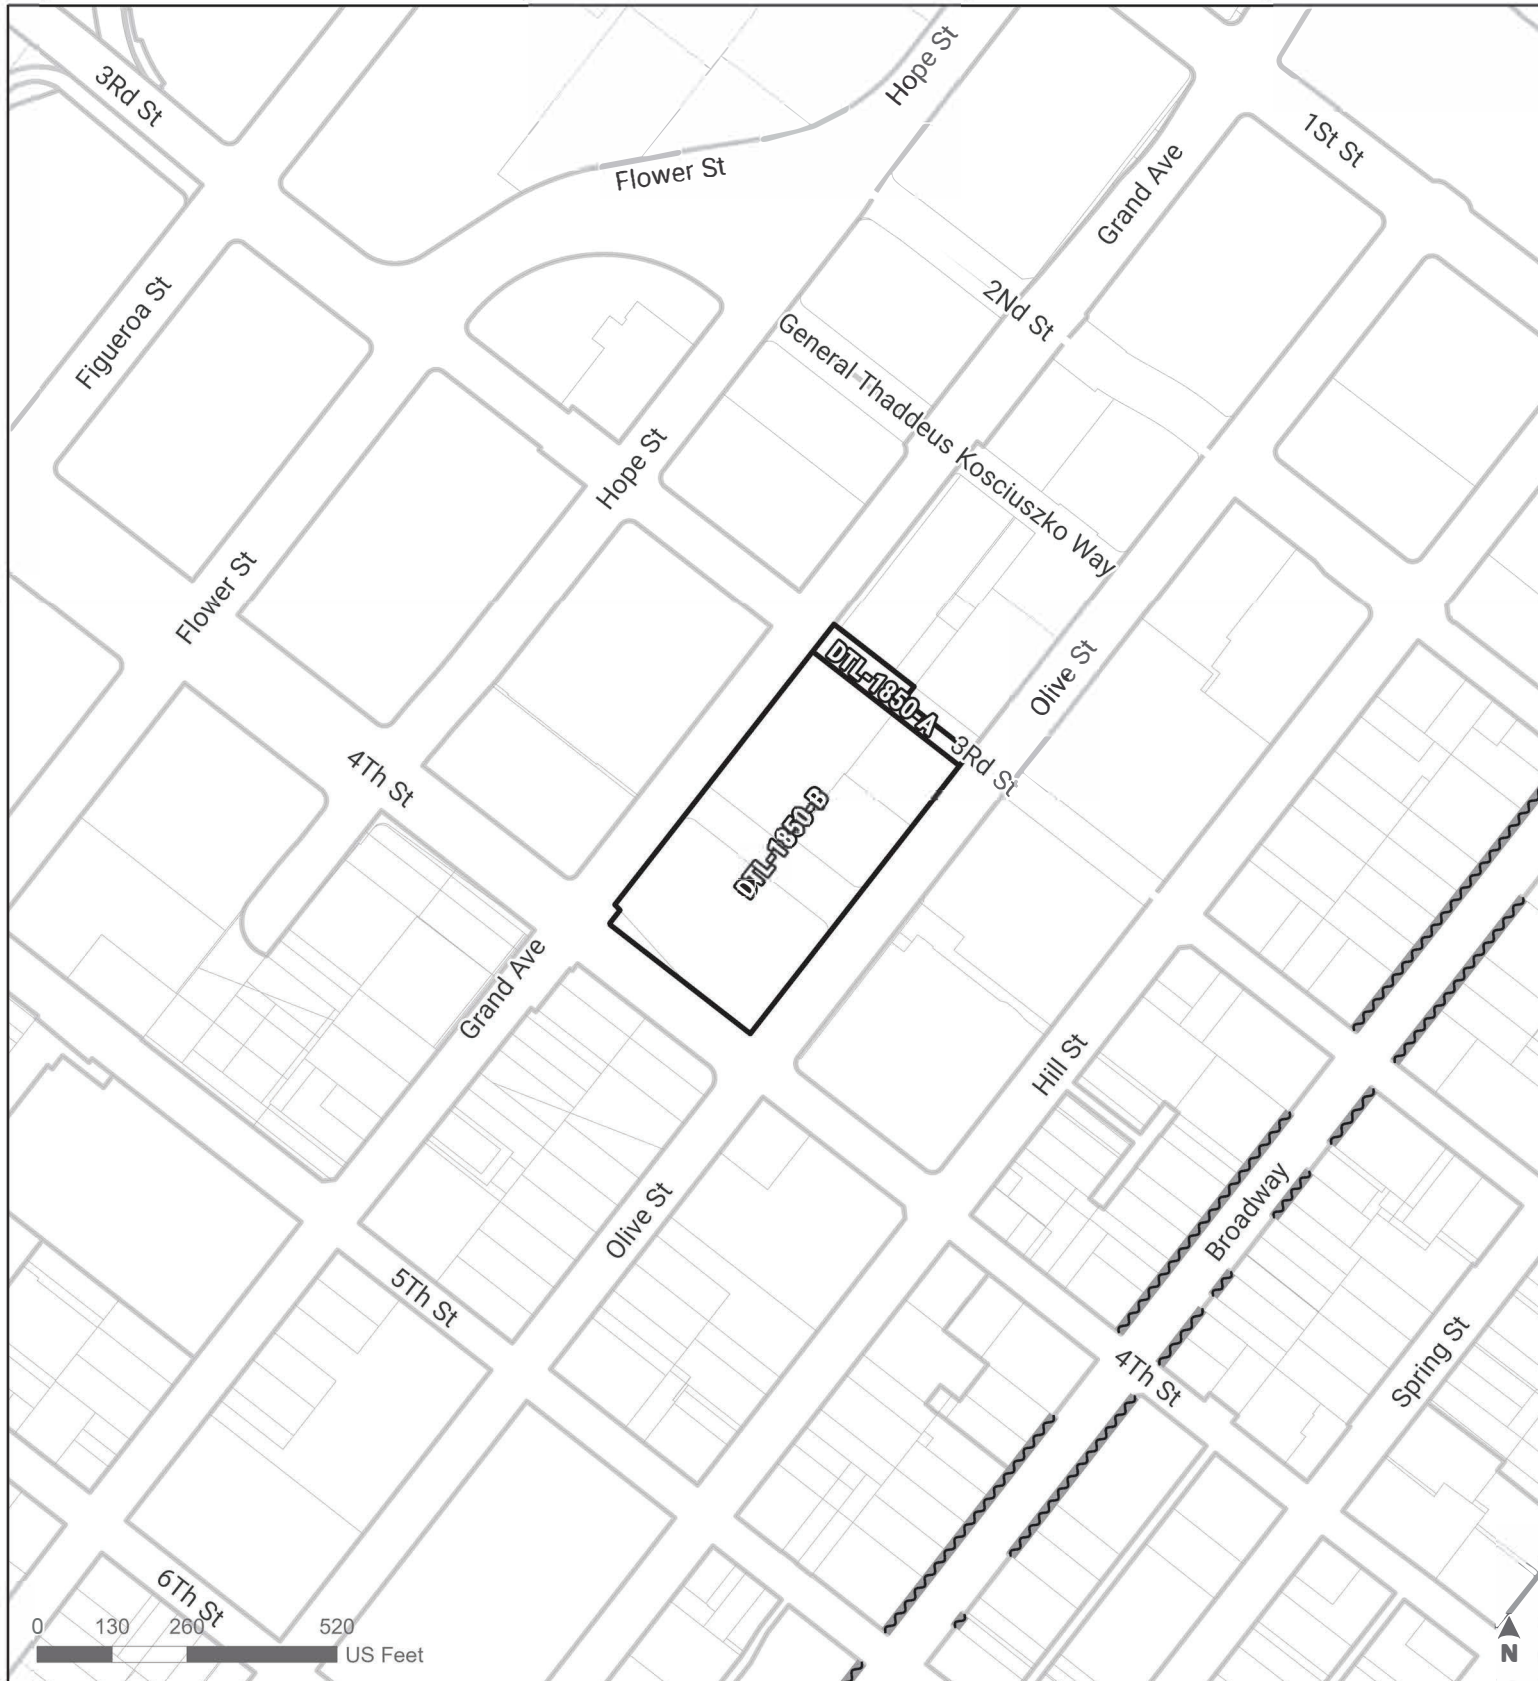 Hope St
3Rd St
1St St
Flower St
Grand Ave
2Nd St
Figueroa St
General Thaddeus Kosciuszko Way
Hope St
Flower St
Olive St
DTL-1850-A
3Rd St
4Th St
DTL-1850-B
Grand Ave
Hill St
Olive St
Broadway
5Th St
4Th St
Spring St
6Th St
0 130 260 520
US Feet
N